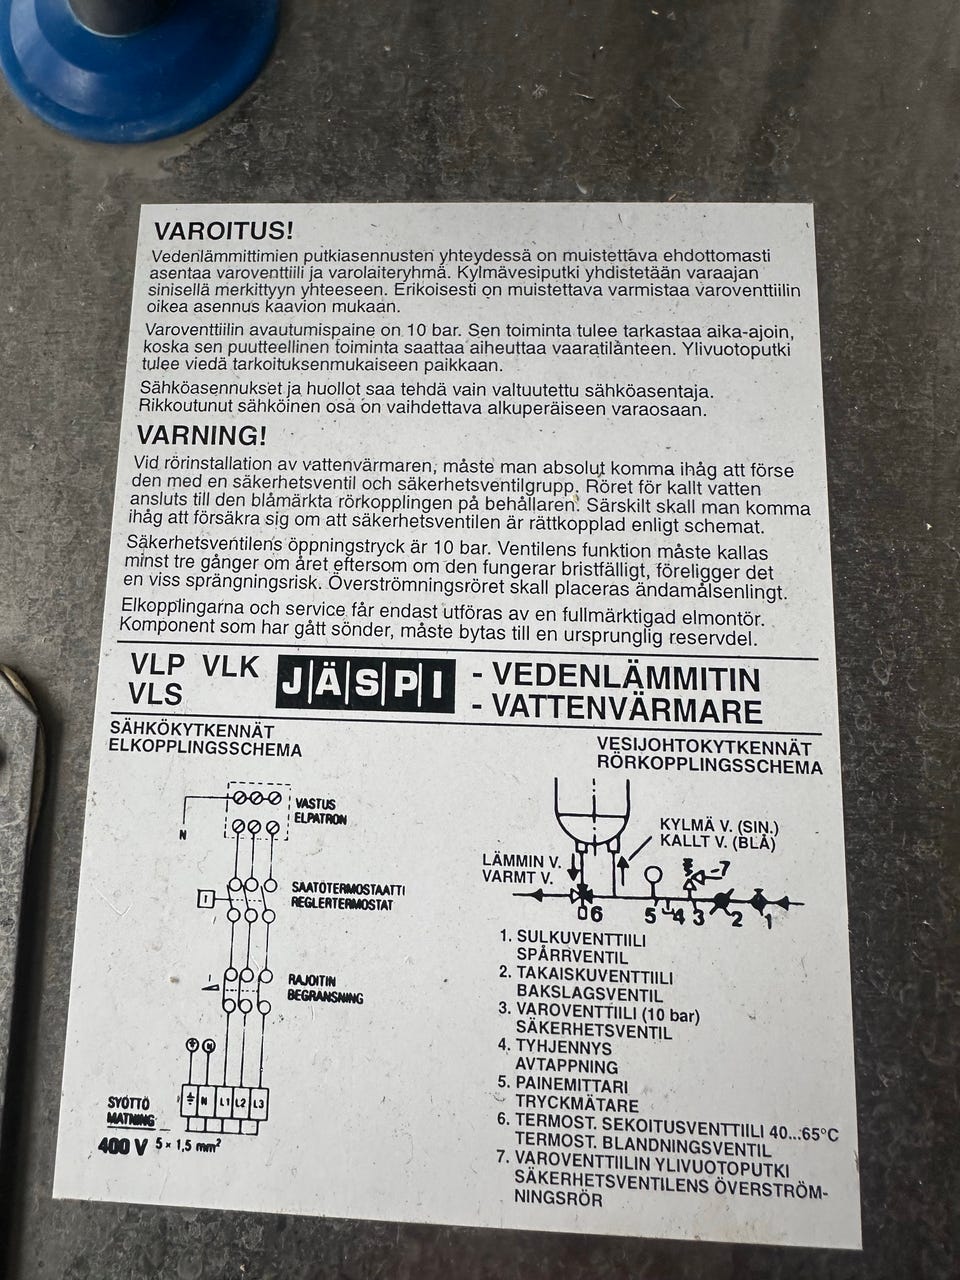 VAROITUS!
Vedenlämmittimien putkiasennusten yhteydessä on muistettava ehdottomasti
asentaa varoventtiili ja varolaiteryhmä. Kylmävesiputki yhdistetään varaajan
sinisellä merkittyyn yhteeseen. Erikoisesti on muistettava varmistaa varoventtiilin
oikea asennus kaavion mukaan.
Varoventtiilin avautumispaine on 10 bar. Sen toiminta tulee tarkastaa aika-ajoin,
koska sen puutteellinen toiminta saattaa aiheuttaa vaaratilanteen. Ylivuotoputki
tulee viedä tarkoituksenmukaiseen paikkaan.
Sähköasennukset ja huollot saa tehdä vain valtuutettu sähköasentaja.
Rikkoutunut sähköinen osa on vaihdettava alkuperäiseen varaosaan.
VARNING!
Vid rörinstallation av vattenvärmaren, måste man absolut komma ihåg att förse
den med en säkerhetsventil och säkerhetsventilgrupp. Röret för kallt vatten
ansluts till den blåmärkta rörkopplingen på behållaren. Särskilt skall man komma
ihåg att försäkra sig om att säkerhetsventilen är rättkopplad enligt schemat.
Säkerhetsventilens öppningstryck är 10 bar. Ventilens funktion måste kallas
minst tre gånger om året eftersom om den fungerar bristfälligt, föreligger det
en viss sprängningsrisk. Överströmningsröret skall placeras ändamålsenlingt.
Elkopplingarna och service får endast utföras av en fullmärktigad elmontör.
Komponent som har gått sönder, måste bytas till en ursprunglig reservdel.
VLP VLK
VLS
JÄSPI
- VEDENLÄMMITIN
- VATTENVÄRMARE
SÄHKÖKYTKENNÄT
ELKOPPLINGSSCHEMA
N
VASTUS
ELPATRON
SAATÖTERMOSTAATTI
REGLERTERMOSTAT
RAJOITIN
BEGRANSNING
N
N L1 L2 L3
SYÖTTÖ
MATNING
400 V 5 x 1,5 mm²
VESIJOHTOKYTKENNÄT
RÖRKOPPLINGSSCHEMA
KYLMÄ V. (SIN.)
KALLT V. (BLÅ)
LÄMMIN V.
VARMT V.
7
6 5 4 3 2 1
1. SULKUVENTTIILI
SPÄRRVENTIL
2. TAKAISKUVENTTIILI
BAKSLAGSVENTIL
3. VAROVENTTIILI (10 bar)
SÄKERHETSVENTIL
4. TYHJENNYS
AVTAPPNING
5. PAINEMITTARI
TRYCKMÄTARE
6. TERMOST. SEKOITUSVENTTIILI 40...65°C
TERMOST. BLANDNINGSVENTIL
7. VAROVENTTIILIN YLIVUOTOPUTKI
SÄKERHETSVENTILENS ÖVERSTRÖM-
NINGSRÖR